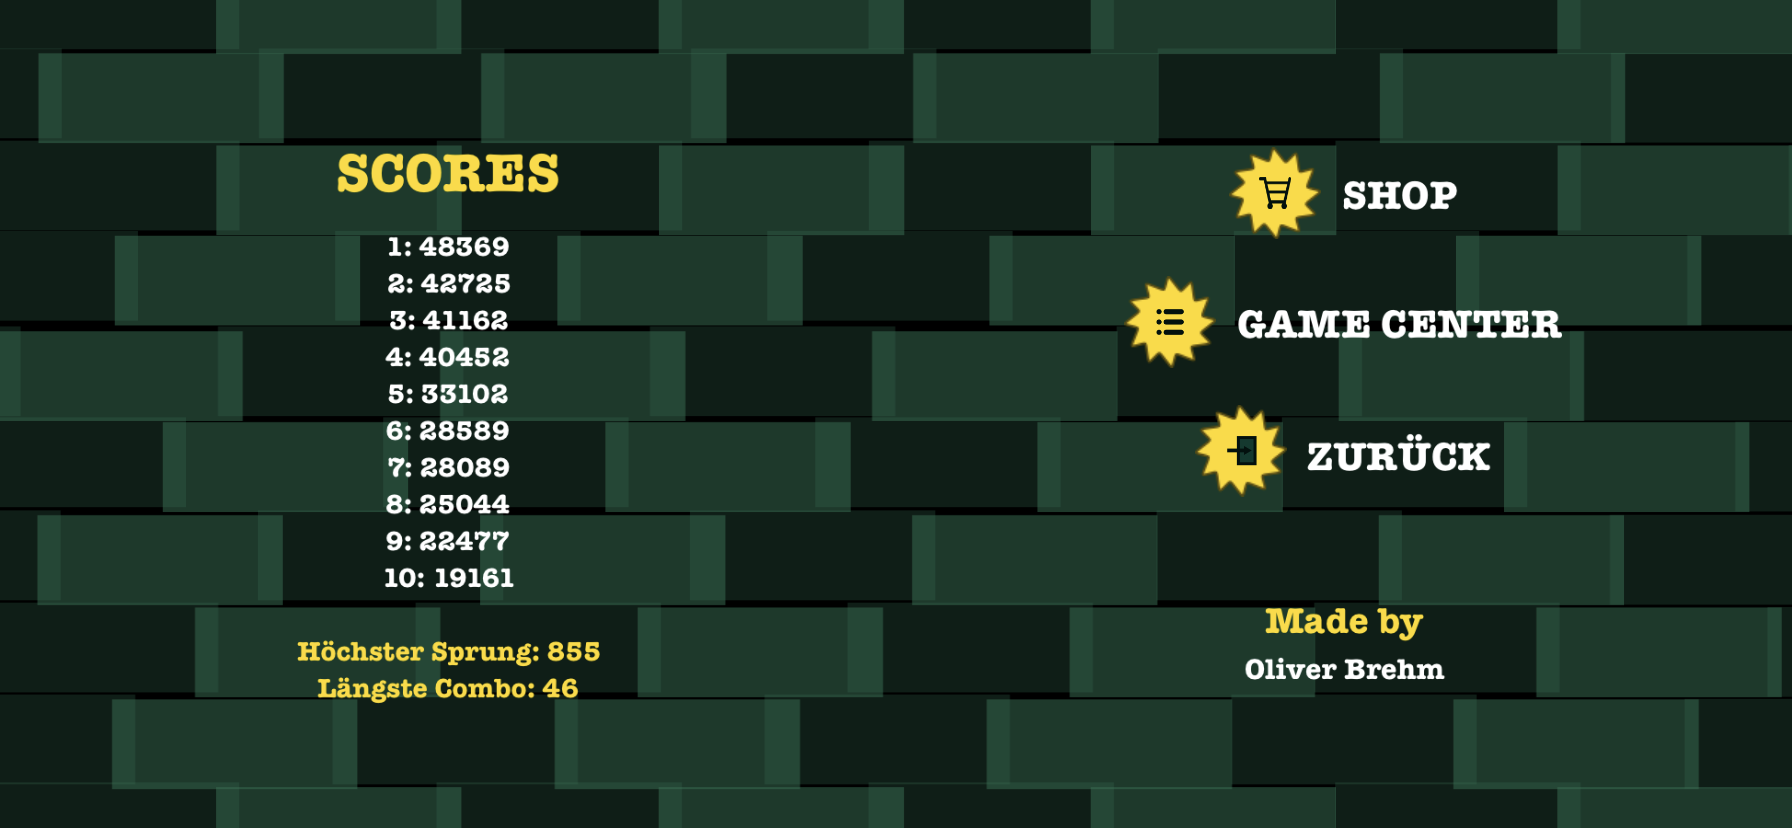 SCORES
1: 48369
2: 42725
3: 41162
4: 40452
5: 33102
6: 28589
7: 28089
8: 25044
9: 22477
10: 19161
Höchster Sprung: 855
Längste Combo: 46
SHOP
GAME CENTER
ZURÜCK
Made by
Oliver Brehm